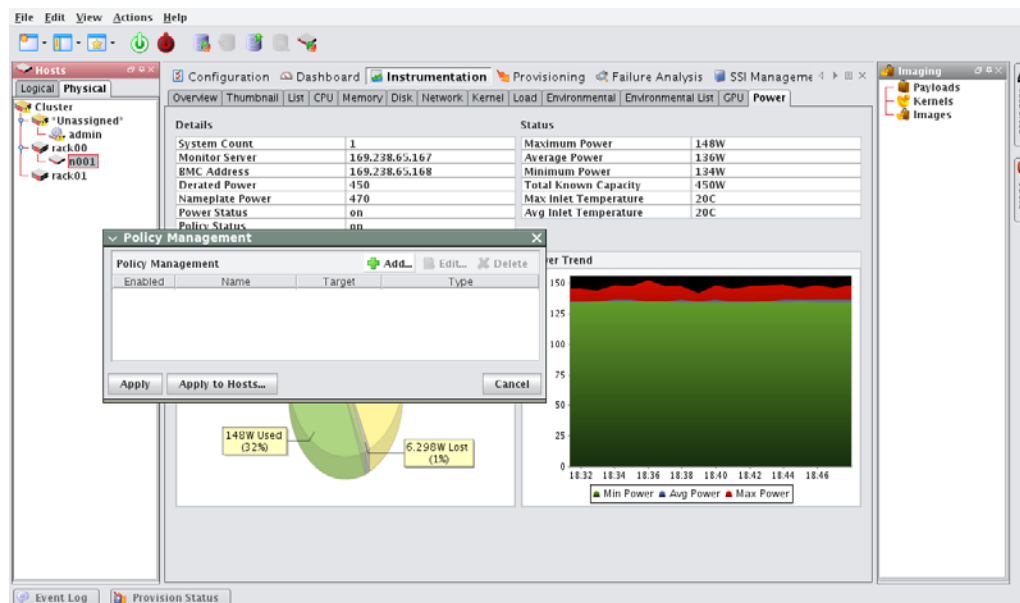 File Edit View Actions Help
Hosts
Logical Physical
Cluster
*Unassigned*
admin
rack00
n001
rack01
Configuration Dashboard Instrumentation Provisioning Failure Analysis SSI Manageme
Overview Thumbnail List CPU Memory Disk Network Kernel Load Environmental Environmental List GPU Power
Details
System Count 1
Monitor Server 169.238.65.167
BMC Address 169.238.65.168
Derated Power 450
Nameplate Power 470
Power Status on
Policy Status on
Status
Maximum Power 148W
Average Power 136W
Minimum Power 134W
Total Known Capacity 450W
Max Inlet Temperature 20C
Avg Inlet Temperature 20C
Policy Management
Policy Management Add... Edit... Delete
Enabled Name Target Type
Apply Apply to Hosts... Cancel
148W Used
(32%)
6.298W Lost
(1%)
Trend
150
125
100
75
50
25
0
18:32 18:34 18:36 18:38 18:40 18:42 18:44 18:46
Min Power Avg Power Max Power
Imaging
Payloads
Kernels
Images
Event Log Provision Status